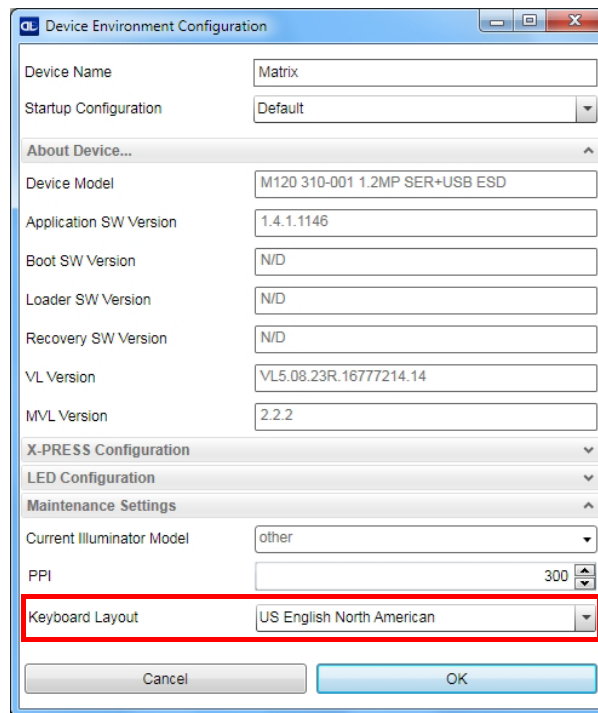 Device Environment Configuration
Device Name Matrix
Startup Configuration Default
About Device...
Device Model M120 310-001 1.2MP SER+USB ESD
Application SW Version 1.4.1.1146
Boot SW Version N/D
Loader SW Version N/D
Recovery SW Version N/D
VL Version VL5.08.23R.16777214.14
MVL Version 2.2.2
X-PRESS Configuration
LED Configuration
Maintenance Settings
Current Illuminator Model other
PPI 300
Keyboard Layout US English North American
Cancel OK